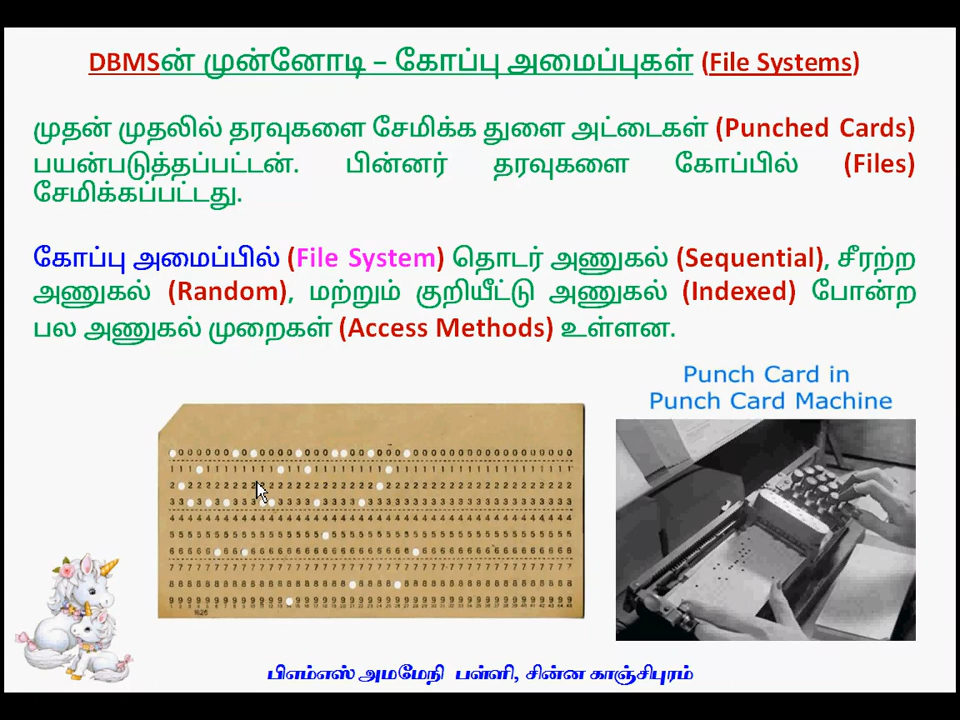 DBMSன் முன்னோடி – கோப்பு அமைப்புகள் (File Systems)
முதன் முதலில் தரவுகளை சேமிக்க துளை அட்டைகள் (Punched Cards)
பயன்படுத்தப்பட்டன. பின்னர் தரவுகளை கோப்பில் (Files)
சேமிக்கப்பட்டது.
கோப்பு அமைப்பில் (File System) தொடர் அணுகல் (Sequential), சீரற்ற
அணுகல் (Random), மற்றும் குறியீட்டு அணுகல் (Indexed) போன்ற
பல அணுகல் முறைகள் (Access Methods) உள்ளன.
Punch Card in
Punch Card Machine
பிஎம்எஸ் அமமேநி பள்ளி, சின்ன காஞ்சிபுரம்